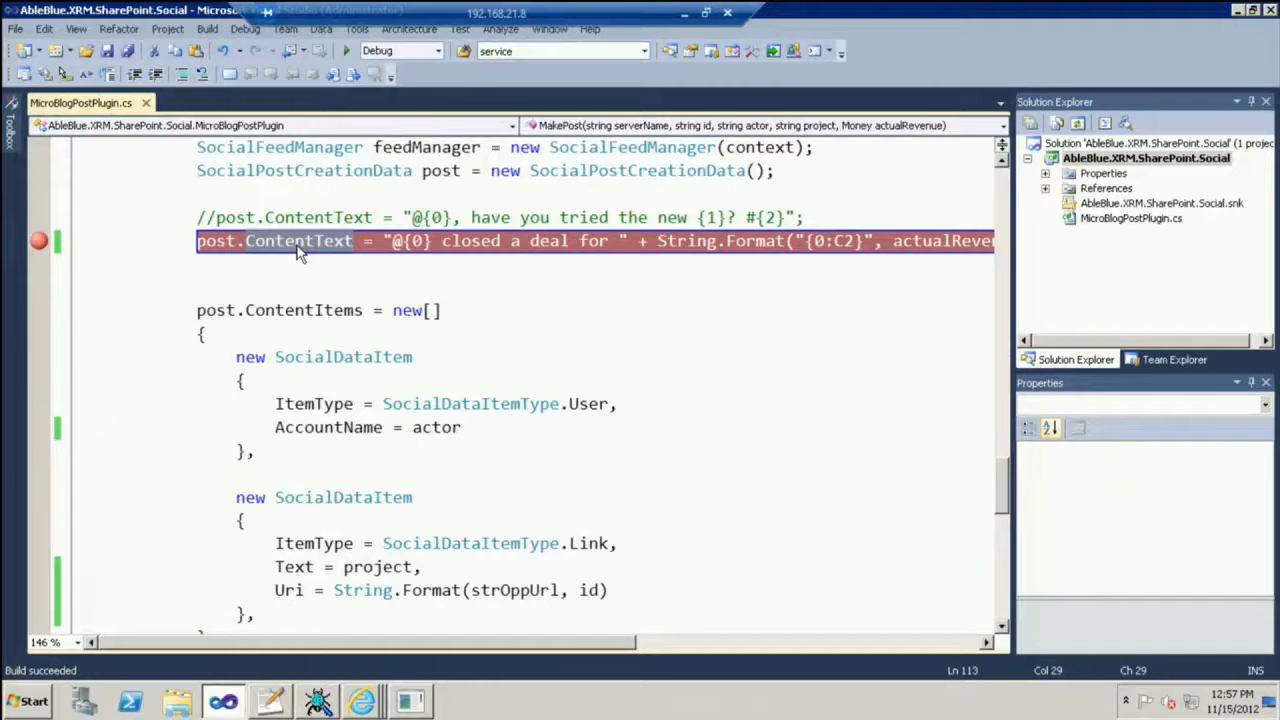 AbleBlue.XRM.SharePoint.Social - Micros
(Administrator)
192.168.21.8
File Edit View Refactor Project Build Debug Team Data Tools Architecture Test Analyze Window Help
Debug service
MicroBlogPostPlugin.cs
AbleBlue.XRM.SharePoint.Social.MicroBlogPostPlugin
MakePost(string serverName, string id, string actor, string project, Money actualRevenue)
Toolbox
SocialFeedManager feedManager = new SocialFeedManager(context);
SocialPostCreationData post = new SocialPostCreationData();
//post.ContentText = "@{0}, have you tried the new {1}? #{2}";
post.ContentText = "@{0} closed a deal for " + String.Format("{0:C2}", actualReven
post.ContentItems = new[]
{
new SocialDataItem
{
ItemType = SocialDataItemType.User,
AccountName = actor
},
new SocialDataItem
{
ItemType = SocialDataItemType.Link,
Text = project,
Uri = String.Format(strOppUrl, id)
},
146 %
Solution Explorer
Solution 'AbleBlue.XRM.SharePoint.Social' (1 projec
AbleBlue.XRM.SharePoint.Social
Properties
References
AbleBlue.XRM.SharePoint.Social.snk
MicroBlogPostPlugin.cs
Solution Explorer Team Explorer
Properties
Build succeeded Ln 113 Col 29 Ch 29 INS
Start
12:57 PM
11/15/2012